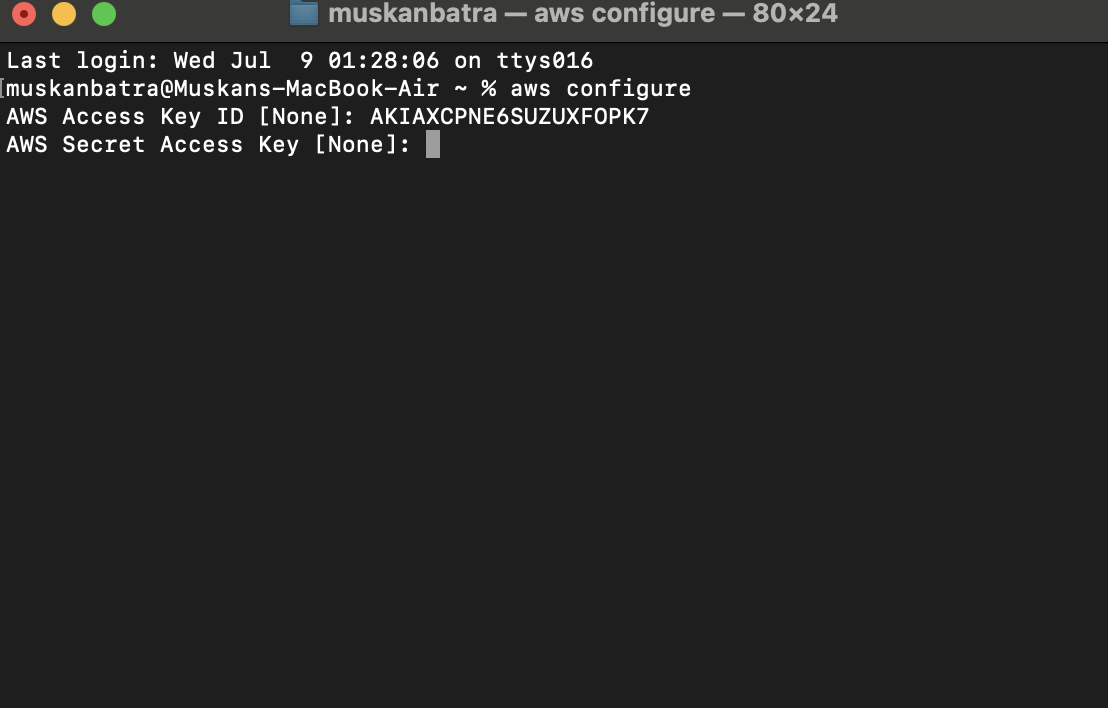 muskanbatra — aws configure — 80×24
Last login: Wed Jul  9 01:28:06 on ttys016
[muskanbatra@Muskans-MacBook-Air ~ % aws configure
AWS Access Key ID [None]: AKIAXCPNE6SUZUXFOPK7
AWS Secret Access Key [None]: